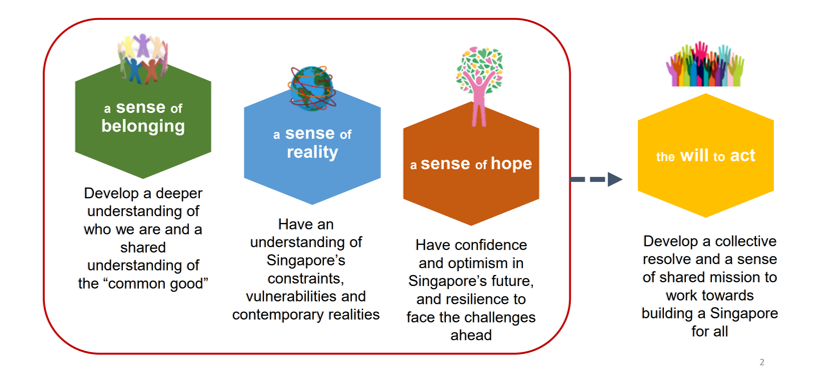 a sense of
belonging
Develop a deeper
understanding of
who we are and a
shared
understanding of
the “common good”
a sense of
reality
Have an
understanding of
Singapore’s
constraints,
vulnerabilities and
contemporary realities
a sense of hope
Have confidence
and optimism in
Singapore’s future,
and resilience to
face the challenges
ahead
the will to act
Develop a collective
resolve and a sense
of shared mission to
work towards
building a Singapore
for all
2